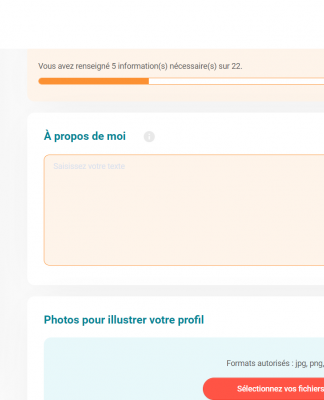 Vous avez renseigné 5 information(s) nécessaire(s) sur 22.
À propos de moi
Saisissez votre texte
Photos pour illustrer votre profil
Formats autorisés : jpg, png,
Sélectionnez vos fichiers